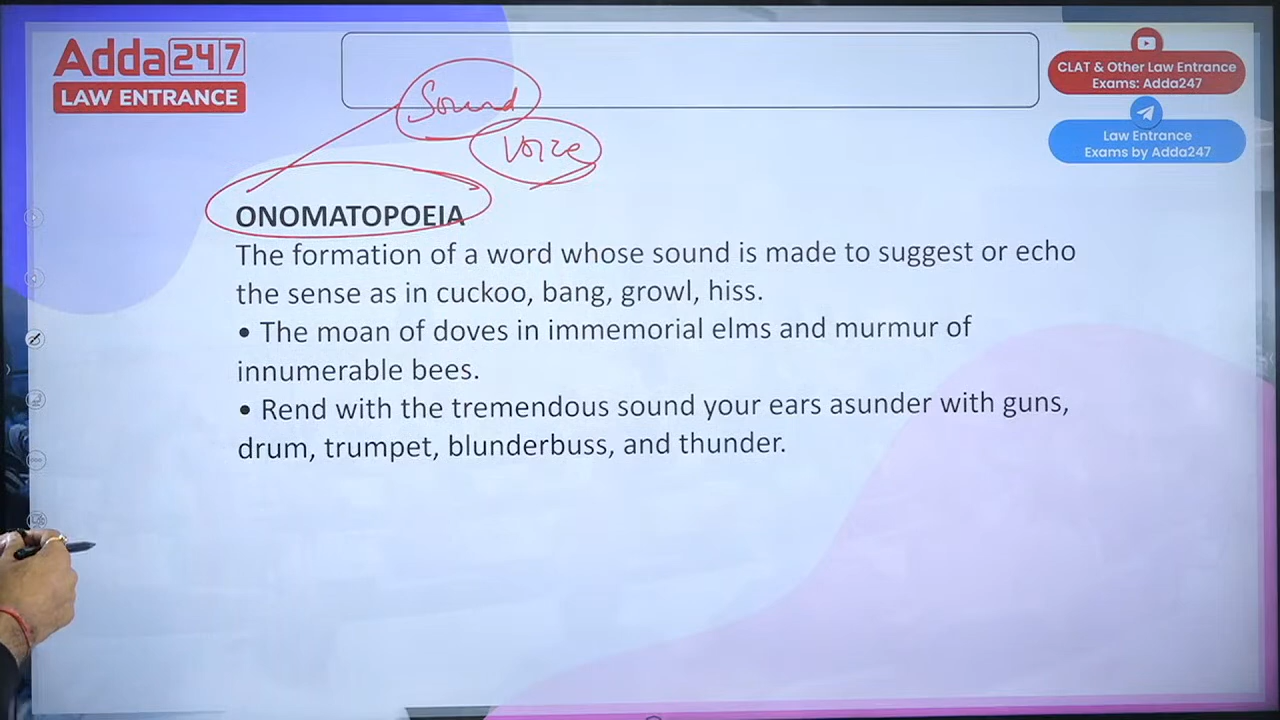 Adda247
LAW ENTRANCE
CLAT & Other Law Entrance
Exams: Adda247
Law Entrance
Exams by Adda247
Sound
Voice
ONOMATOPOEIA
The formation of a word whose sound is made to suggest or echo
the sense as in cuckoo, bang, growl, hiss.
• The moan of doves in immemorial elms and murmur of
innumerable bees.
• Rend with the tremendous sound your ears asunder with guns,
drum, trumpet, blunderbuss, and thunder.